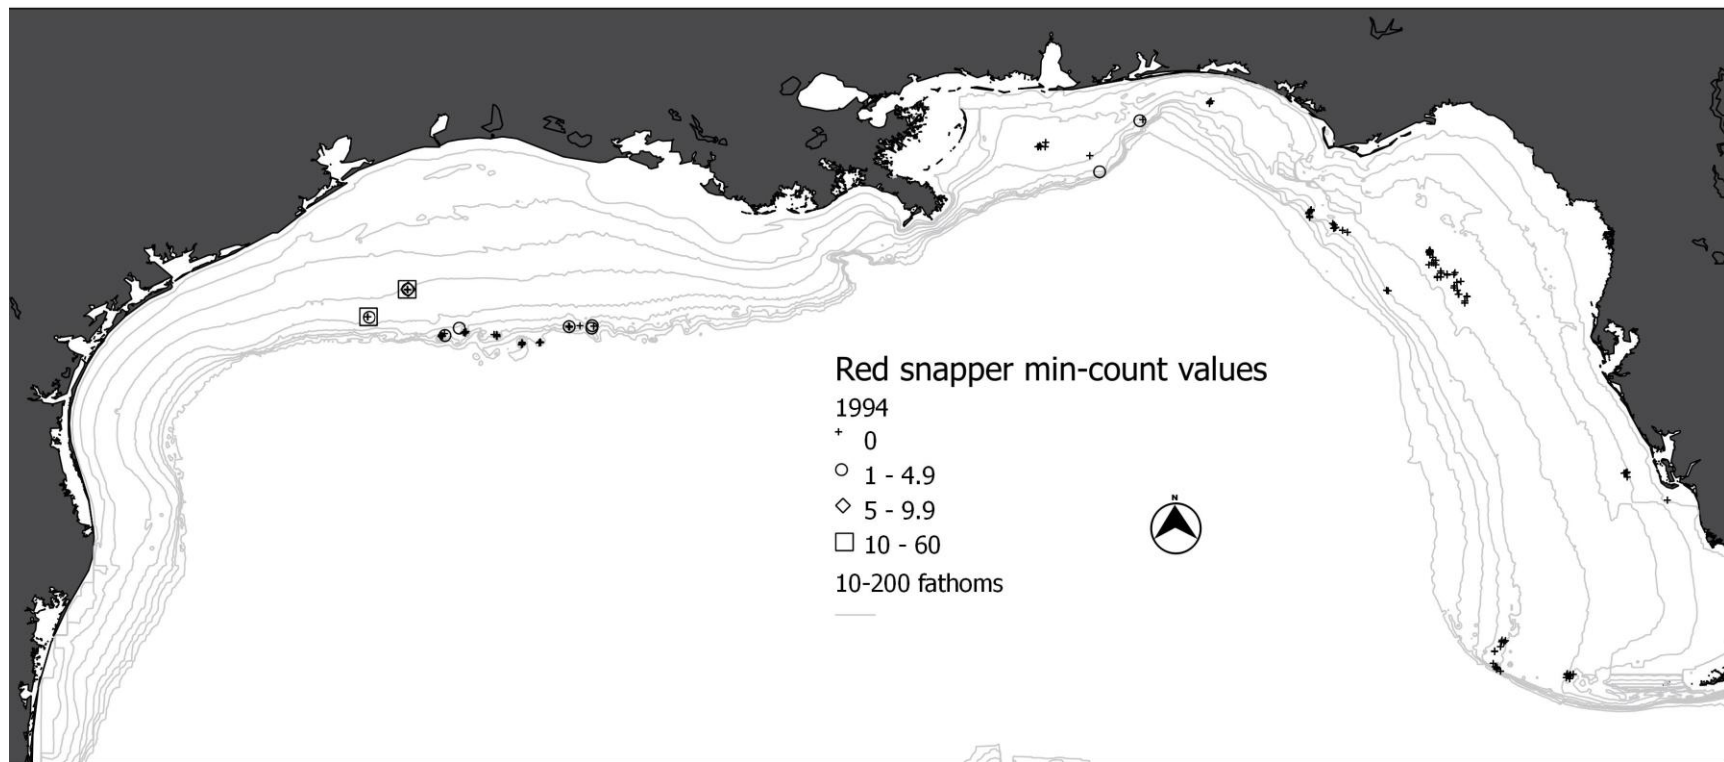 N
Red snapper min-count values
1994
0
1 - 4.9
5 - 9.9
10 - 60
10-200 fathoms